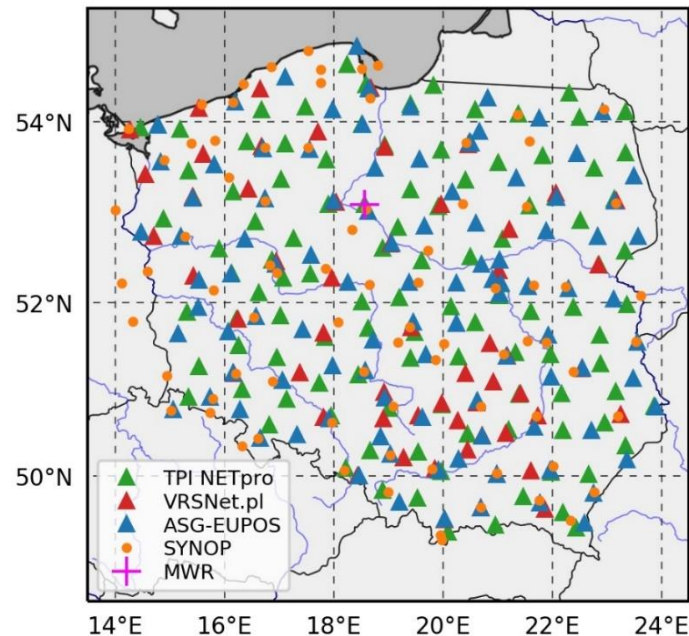 54°N
52°N
50°N
TPI NETpro
VRSNet.pl
ASG-EUPOS
SYNOP
MWR
14°E 16°E 18°E 20°E 22°E 24°E